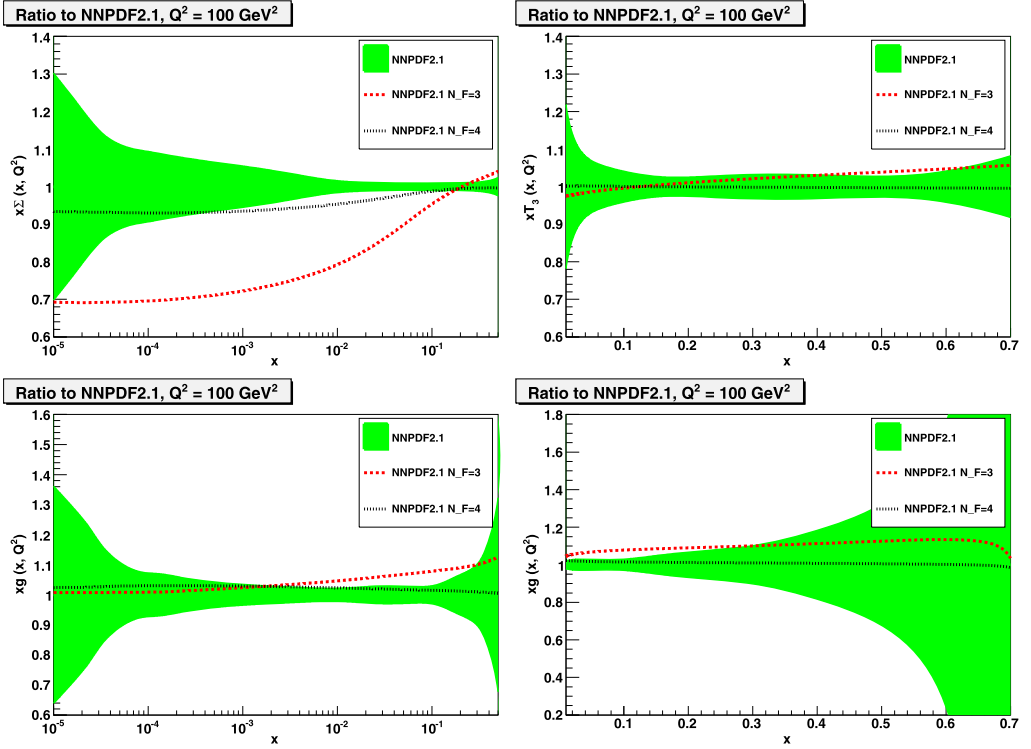 Ratio to NNPDF2.1, Q² = 100 GeV²
1.4
1.3
1.2
1.1
1
0.9
0.8
0.7
0.6
xΣ (x, Q²)
NNPDF2.1
NNPDF2.1 N_F=3
NNPDF2.1 N_F=4
10⁻⁵
10⁻⁴
10⁻³
10⁻²
10⁻¹
x
Ratio to NNPDF2.1, Q² = 100 GeV²
1.4
1.3
1.2
1.1
1
0.9
0.8
0.7
0.6
xT₃ (x, Q²)
NNPDF2.1
NNPDF2.1 N_F=3
NNPDF2.1 N_F=4
0.1
0.2
0.3
0.4
0.5
0.6
0.7
x
Ratio to NNPDF2.1, Q² = 100 GeV²
1.6
1.5
1.4
1.3
1.2
1.1
1
0.9
0.8
0.7
0.6
xg (x, Q²)
NNPDF2.1
NNPDF2.1 N_F=3
NNPDF2.1 N_F=4
10⁻⁵
10⁻⁴
10⁻³
10⁻²
10⁻¹
x
Ratio to NNPDF2.1, Q² = 100 GeV²
1.8
1.6
1.4
1.2
1
0.8
0.6
0.4
0.2
xg (x, Q²)
NNPDF2.1
NNPDF2.1 N_F=3
NNPDF2.1 N_F=4
0.1
0.2
0.3
0.4
0.5
0.6
0.7
x